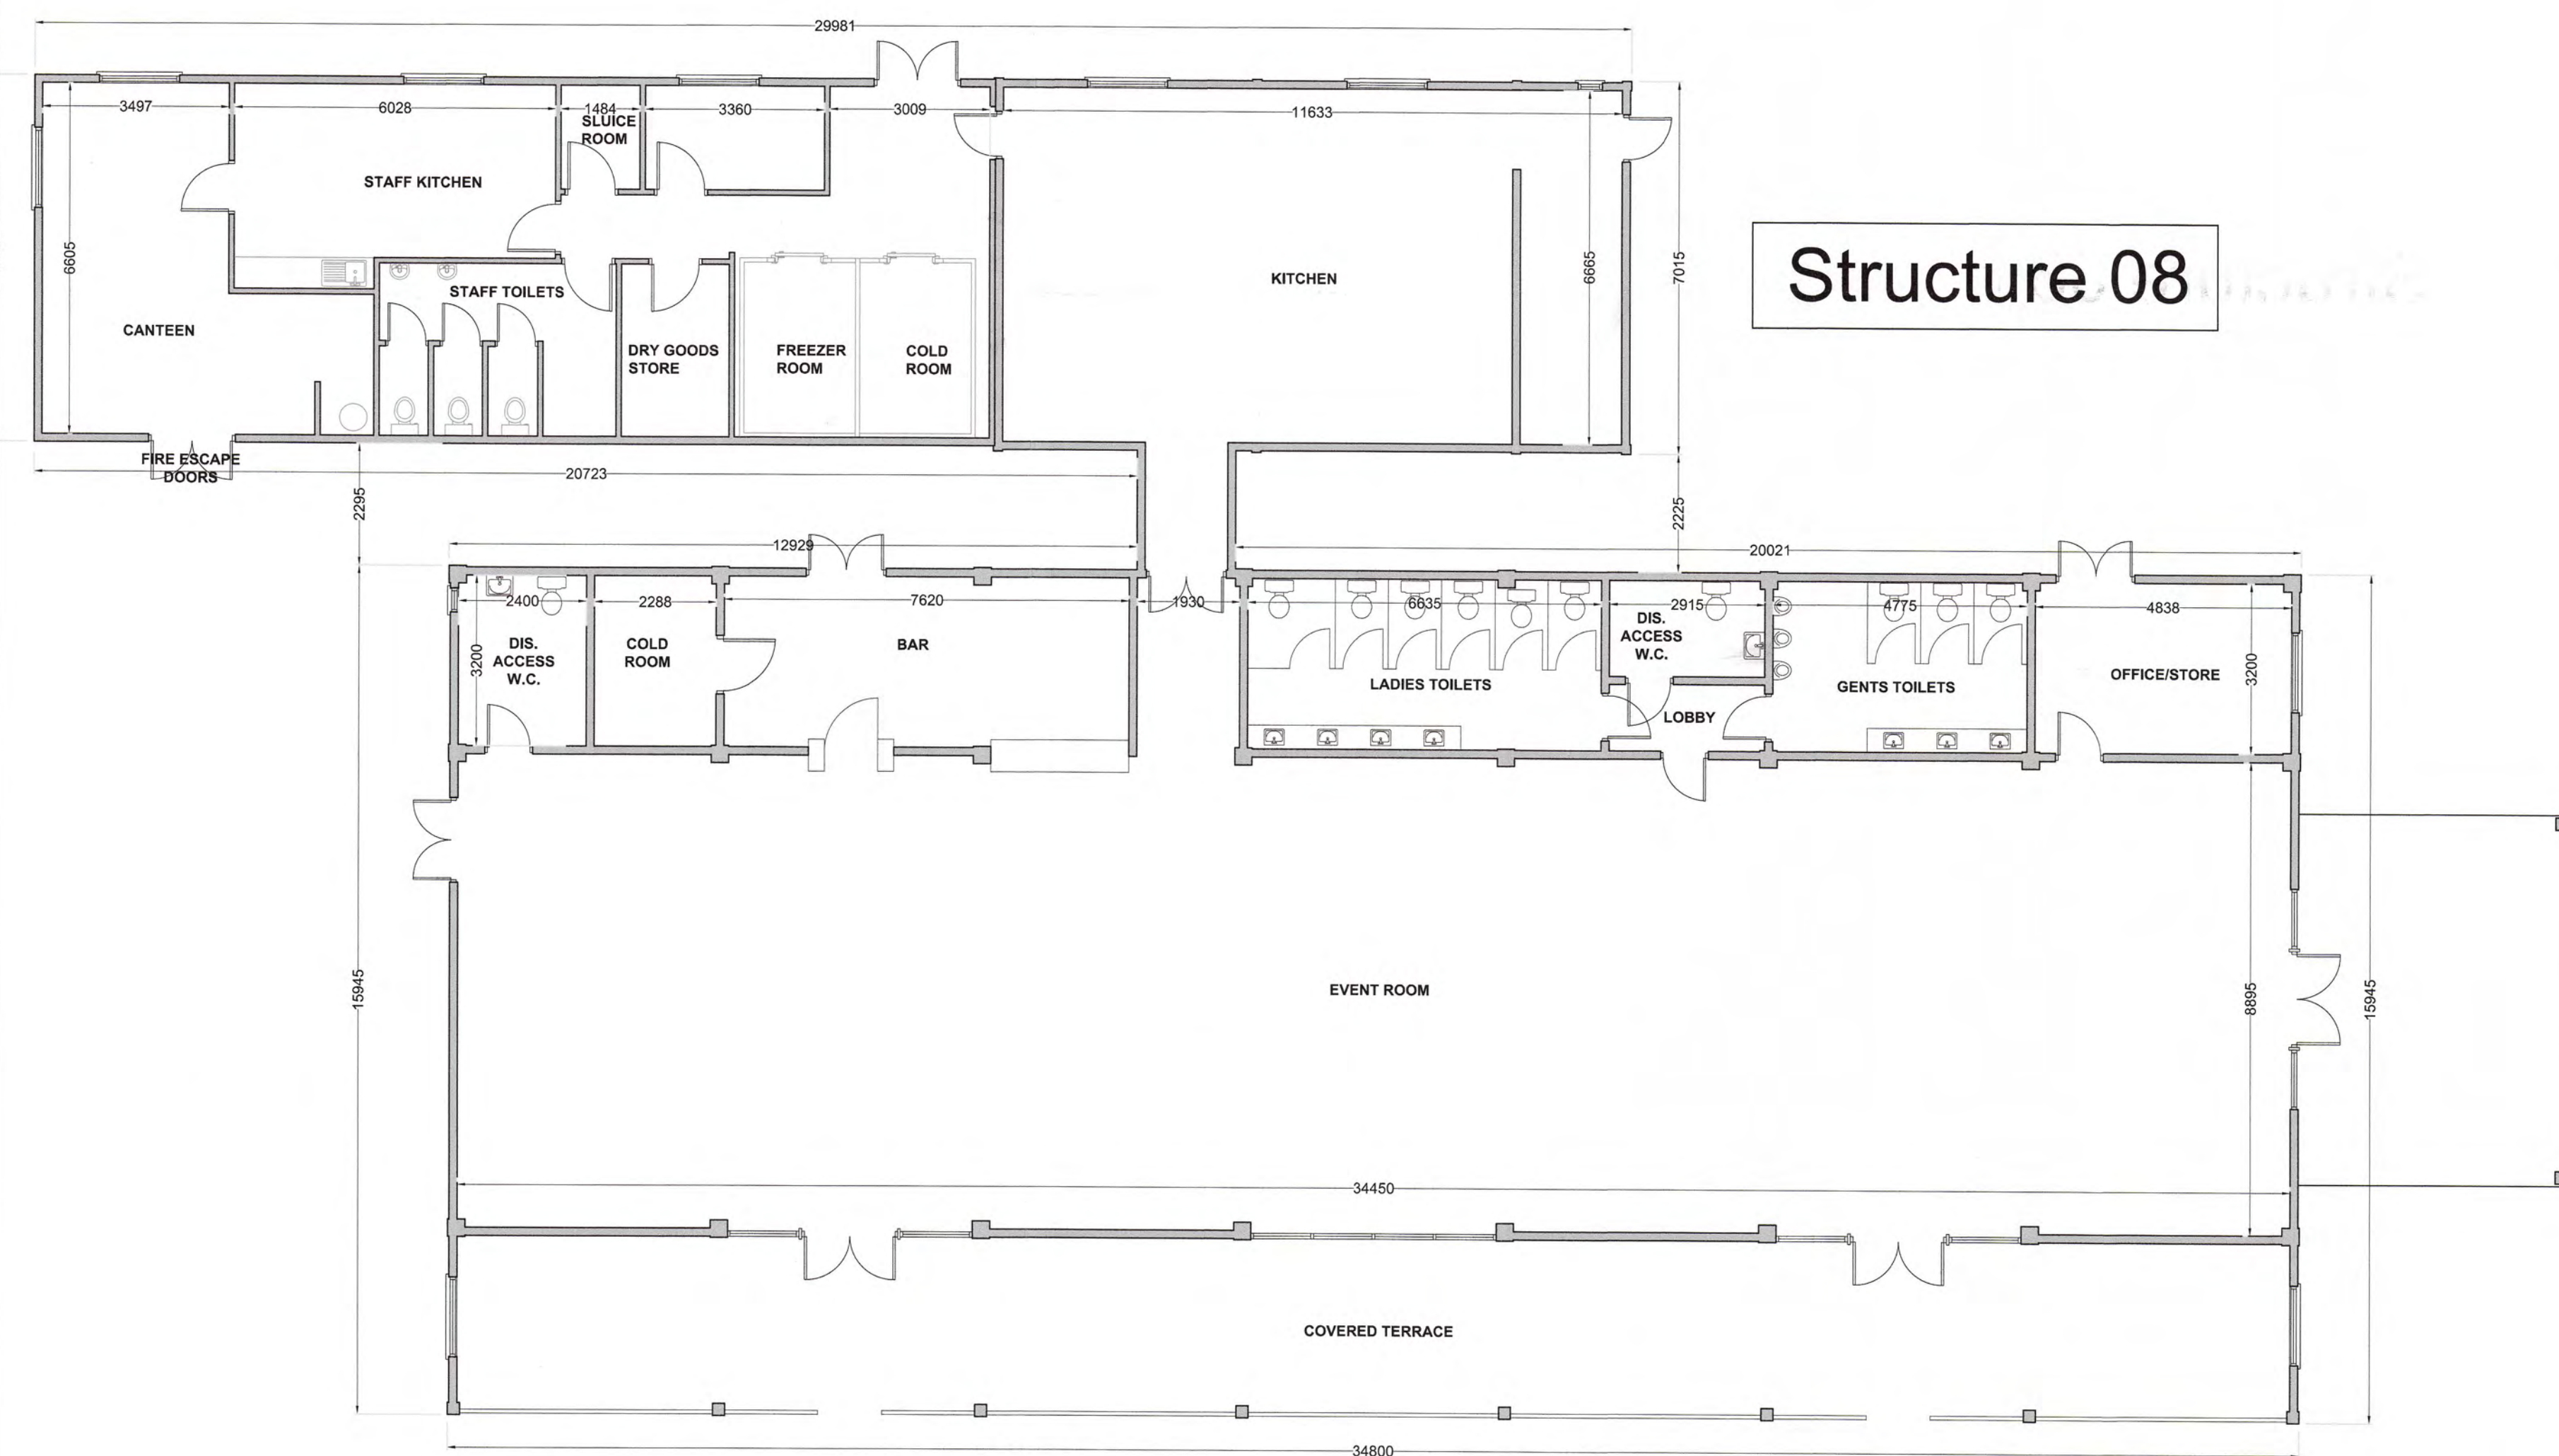 29981
3497
6028
1484
3360
3009
11633
SLUICE
ROOM
STAFF KITCHEN
6605
6665
7015
KITCHEN
Structure 08
STAFF TOILETS
CANTEEN
DRY GOODS
STORE
FREEZER
ROOM
COLD
ROOM
FIRE ESCAPE
DOORS
20723
2295
2225
12929
20021
2400
2288
7620
1930
6635
2915
4775
4838
3200
DIS.
ACCESS
W.C.
COLD
ROOM
BAR
LADIES TOILETS
DIS.
ACCESS
W.C.
LOBBY
GENTS TOILETS
OFFICE/STORE
3200
15945
EVENT ROOM
8895
15945
34450
COVERED TERRACE
34800